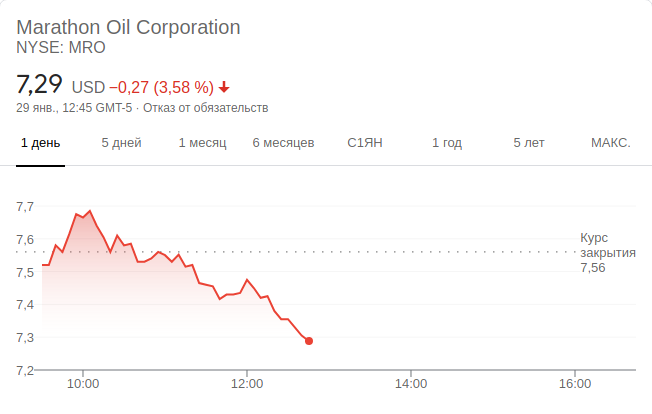 Marathon Oil Corporation
NYSE: MRO
7,29 USD −0,27 (3,58 %)
29 янв., 12:45 GMT-5 · Отказ от обязательств
1 день 5 дней 1 месяц 6 месяцев С1ЯН 1 год 5 лет МАКС.
7,7
7,6
7,5
7,4
7,3
7,2
Курс
закрытия
7,56
10:00 12:00 14:00 16:00